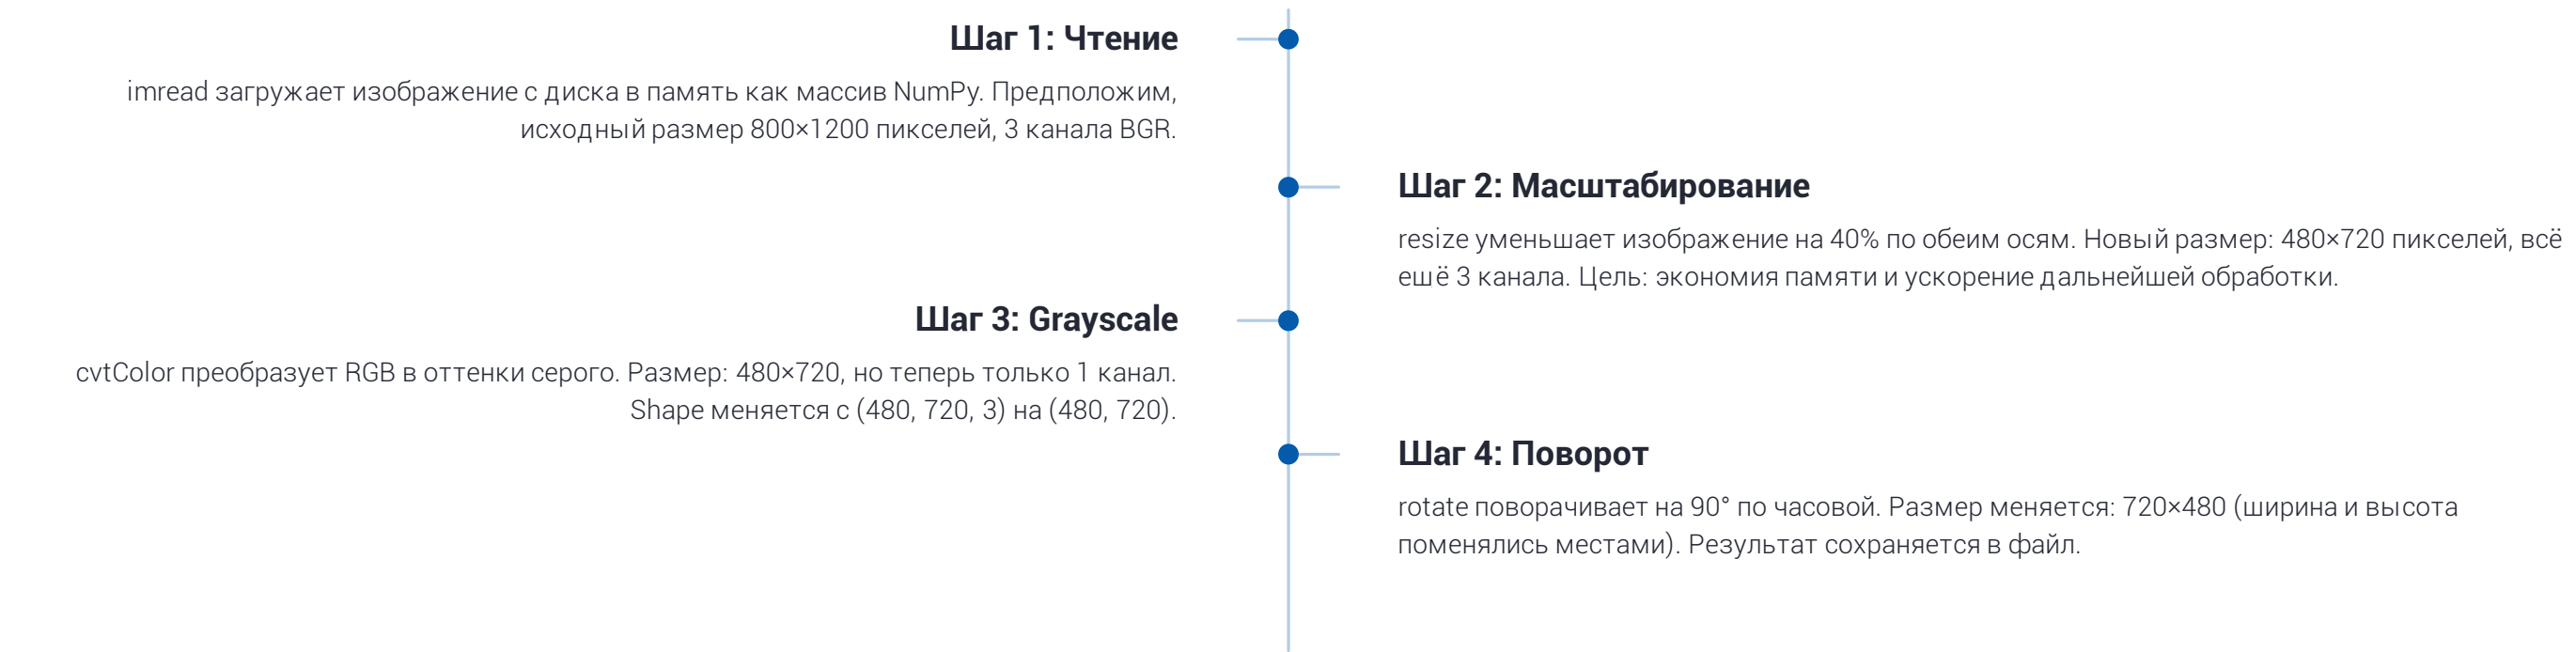 Шаг 1: Чтение
imread загружает изображение с диска в память как массив NumPy. Предположим,
исходный размер 800×1200 пикселей, 3 канала BGR.
Шаг 2: Масштабирование
resize уменьшает изображение на 40% по обеим осям. Новый размер: 480×720 пикселей, всё
ешё 3 канала. Цель: экономия памяти и ускорение дальнейшей обработки.
Шаг 3: Grayscale
cvtColor преобразует RGB в оттенки серого. Размер: 480×720, но теперь только 1 канал.
Shape меняется с (480, 720, 3) на (480, 720).
Шаг 4: Поворот
rotate поворачивает на 90° по часовой. Размер меняется: 720×480 (ширина и высота
поменялись местами). Результат сохраняется в файл.